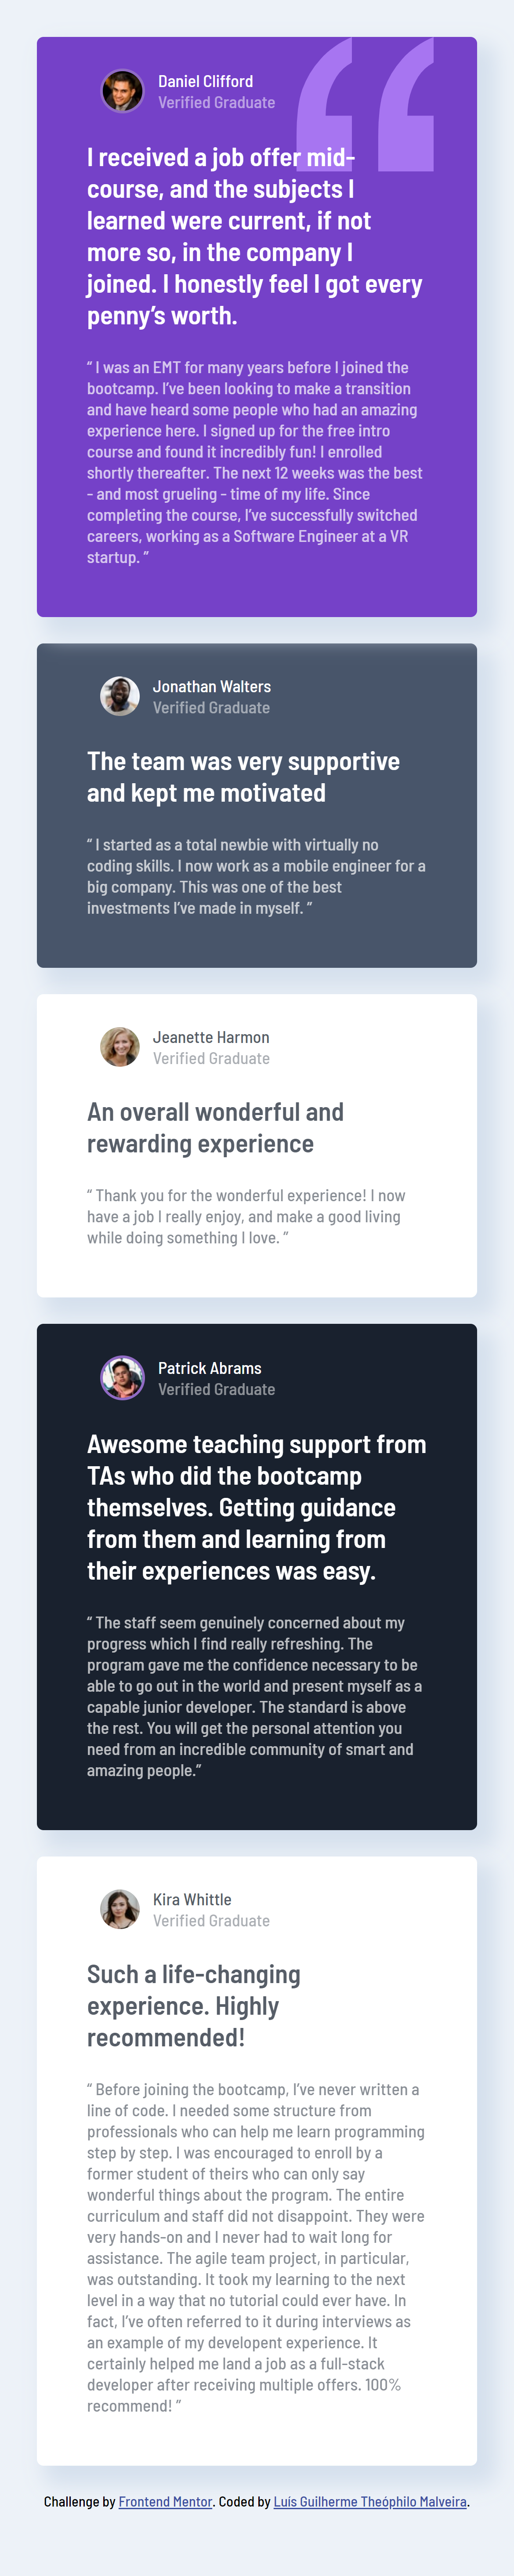 Daniel Clifford
Verified Graduate
I received a job offer mid-
course, and the subjects I
learned were current, if not
more so, in the company I
joined. I honestly feel I got every
penny’s worth.
“ I was an EMT for many years before I joined the
bootcamp. I’ve been looking to make a transition
and have heard some people who had an amazing
experience here. I signed up for the free intro
course and found it incredibly fun! I enrolled
shortly thereafter. The next 12 weeks was the best
- and most grueling - time of my life. Since
completing the course, I’ve successfully switched
careers, working as a Software Engineer at a VR
startup. ”
Jonathan Walters
Verified Graduate
The team was very supportive
and kept me motivated
“ I started as a total newbie with virtually no
coding skills. I now work as a mobile engineer for a
big company. This was one of the best
investments I’ve made in myself. ”
Jeanette Harmon
Verified Graduate
An overall wonderful and
rewarding experience
“ Thank you for the wonderful experience! I now
have a job I really enjoy, and make a good living
while doing something I love. ”
Patrick Abrams
Verified Graduate
Awesome teaching support from
TAs who did the bootcamp
themselves. Getting guidance
from them and learning from
their experiences was easy.
“ The staff seem genuinely concerned about my
progress which I find really refreshing. The
program gave me the confidence necessary to be
able to go out in the world and present myself as a
capable junior developer. The standard is above
the rest. You will get the personal attention you
need from an incredible community of smart and
amazing people.”
Kira Whittle
Verified Graduate
Such a life-changing
experience. Highly
recommended!
“ Before joining the bootcamp, I’ve never written a
line of code. I needed some structure from
professionals who can help me learn programming
step by step. I was encouraged to enroll by a
former student of theirs who can only say
wonderful things about the program. The entire
curriculum and staff did not disappoint. They were
very hands-on and I never had to wait long for
assistance. The agile team project, in particular,
was outstanding. It took my learning to the next
level in a way that no tutorial could ever have. In
fact, I’ve often referred to it during interviews as
an example of my developent experience. It
certainly helped me land a job as a full-stack
developer after receiving multiple offers. 100%
recommend! ”
Challenge by Frontend Mentor. Coded by Luís Guilherme Theóphilo Malveira.